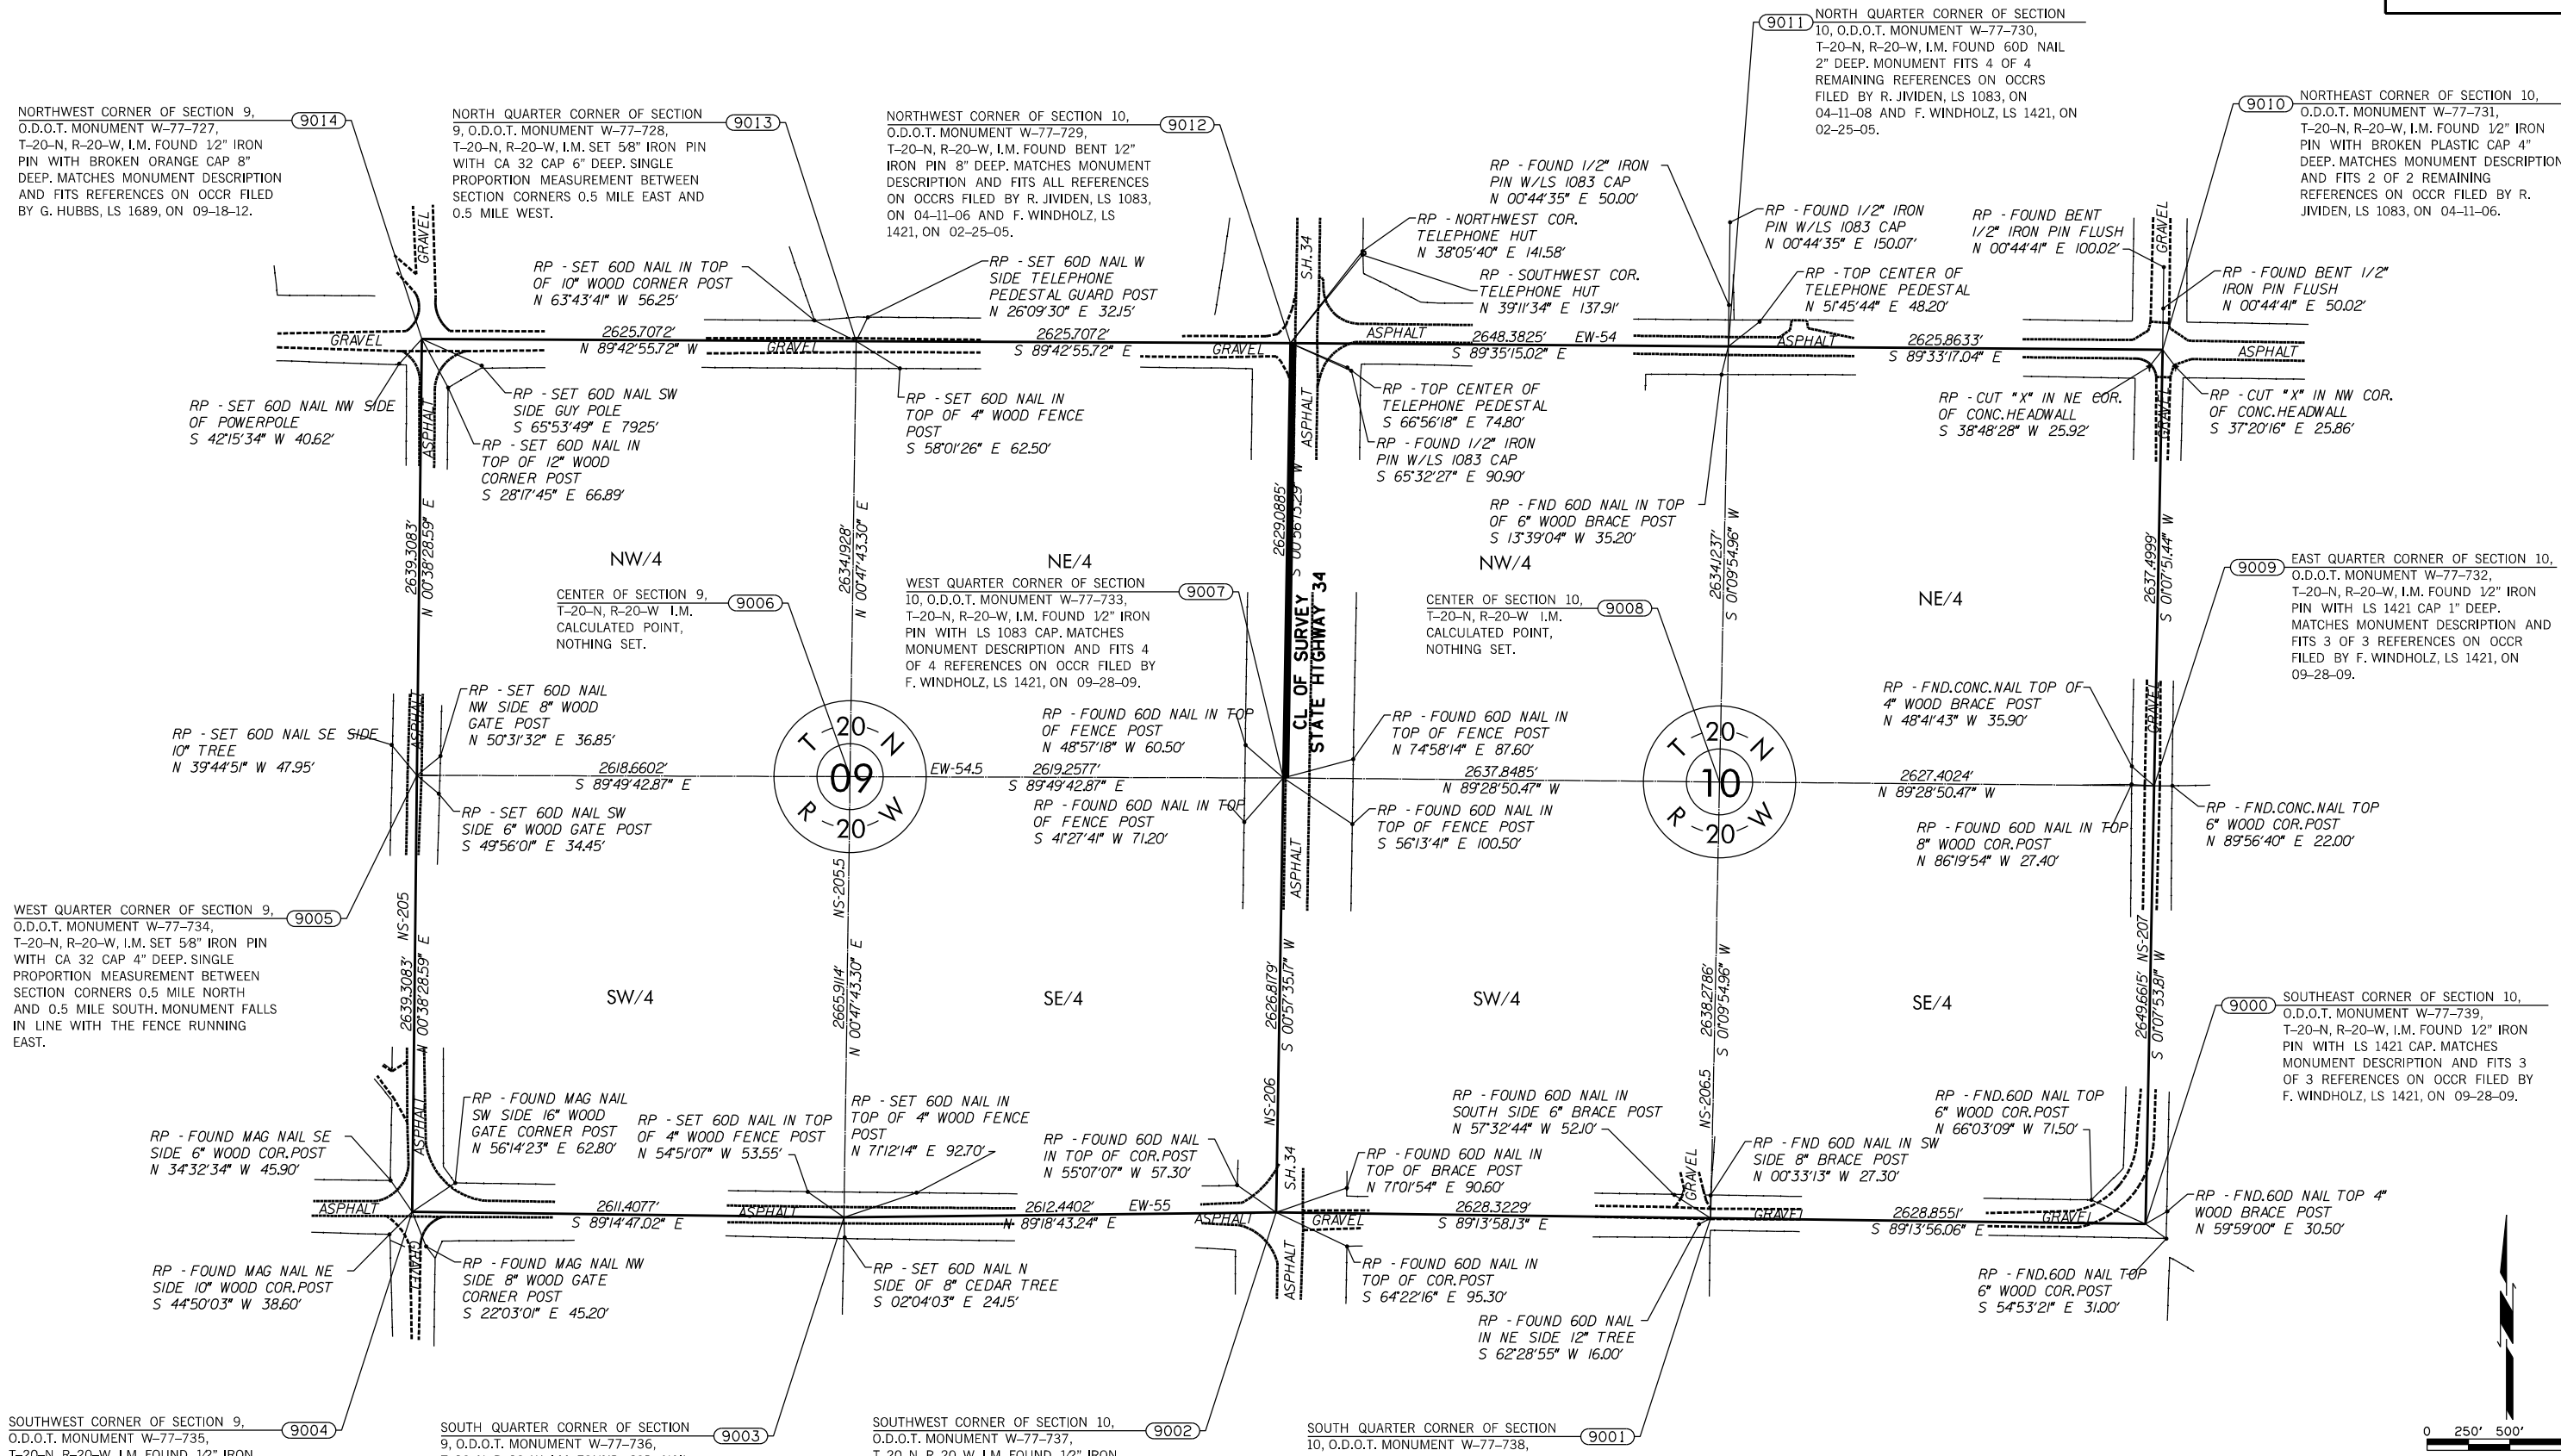 NORTH QUARTER CORNER OF SECTION
9011
10, O.D.O.T. MONUMENT W-77-730,
T-20-N, R-20-W, I.M. FOUND 60D NAIL
2" DEEP. MONUMENT FITS 4 OF 4
REMAINING REFERENCES ON OCCRS
FILED BY R. JIVIDEN, LS 1083, ON
04-11-08 AND F. WINDHOLZ, LS 1421, ON
02-25-05.
NORTHWEST CORNER OF SECTION 9,
9014
O.D.O.T. MONUMENT W-77-727,
T-20-N, R-20-W, I.M. FOUND 1/2" IRON
PIN WITH BROKEN ORANGE CAP 8"
DEEP. MATCHES MONUMENT DESCRIPTION
AND FITS REFERENCES ON OCCR FILED
BY G. HUBBS, LS 1689, ON 09-18-12.
NORTH QUARTER CORNER OF SECTION
9013
9, O.D.O.T. MONUMENT W-77-728,
T-20-N, R-20-W, I.M. SET 5/8" IRON PIN
WITH CA 32 CAP 6" DEEP. SINGLE
PROPORTION MEASUREMENT BETWEEN
SECTION CORNERS 0.5 MILE EAST AND
0.5 MILE WEST.
NORTHWEST CORNER OF SECTION 10,
9012
O.D.O.T. MONUMENT W-77-729,
T-20-N, R-20-W, I.M. FOUND BENT 1/2"
IRON PIN 8" DEEP. MATCHES MONUMENT
DESCRIPTION AND FITS ALL REFERENCES
ON OCCRS FILED BY R. JIVIDEN, LS 1083,
ON 04-11-06 AND F. WINDHOLZ, LS
1421, ON 02-25-05.
NORTHEAST CORNER OF SECTION 10,
9010
O.D.O.T. MONUMENT W-77-731,
T-20-N, R-20-W, I.M. FOUND 1/2" IRON
PIN WITH BROKEN PLASTIC CAP 4"
DEEP. MATCHES MONUMENT DESCRIPTION
AND FITS 2 OF 2 REMAINING
REFERENCES ON OCCR FILED BY R.
JIVIDEN, LS 1083, ON 04-11-06.
RP - FOUND 1/2" IRON
PIN W/LS 1083 CAP
N 00°44'35" E 50.00'
RP - NORTHWEST COR.
TELEPHONE HUT
N 38°05'40" E 141.58'
RP - SOUTHWEST COR.
TELEPHONE HUT
N 39°11'34" E 137.91'
RP - FOUND 1/2" IRON
PIN W/LS 1083 CAP
N 00°44'35" E 150.07'
RP - TOP CENTER OF
TELEPHONE PEDESTAL
N 51°45'44" E 48.20'
RP - FOUND BENT
1/2" IRON PIN FLUSH
N 00°44'41" E 100.02'
RP - FOUND BENT 1/2"
IRON PIN FLUSH
N 00°44'41" E 50.02'
RP - SET 60D NAIL IN TOP
OF 10" WOOD CORNER POST
N 63°43'41" W 56.25'
RP - SET 60D NAIL W
SIDE TELEPHONE
PEDESTAL GUARD POST
N 26°09'30" E 32.15'
GRAVEL
S.H. 34
GRAVEL
GRAVEL
2625.7072'
N 89°42'55.72" W
GRAVEL
2625.7072'
S 89°42'55.72" E
GRAVEL
ASPHALT
2648.3825' EW-54
S 89°35'15.02" E
ASPHALT
2625.8633'
S 89°33'17.04" E
ASPHALT
RP - SET 60D NAIL NW SIDE
OF POWERPOLE
S 42°15'34" W 40.62'
ASPHALT
RP - SET 60D NAIL SW
SIDE GUY POLE
S 65°53'49" E 79.25'
RP - SET 60D NAIL IN
TOP OF 12" WOOD
CORNER POST
S 28°17'45" E 66.89'
RP - SET 60D NAIL IN
TOP OF 4" WOOD FENCE
POST
S 58°01'26" E 62.50'
ASPHALT
RP - TOP CENTER OF
TELEPHONE PEDESTAL
S 66°56'18" E 74.80'
RP - FOUND 1/2" IRON
PIN W/LS 1083 CAP
S 65°32'27" E 90.90'
RP - FND 60D NAIL IN TOP
OF 6" WOOD BRACE POST
S 13°39'04" W 35.20'
RP - CUT "X" IN NE COR.
OF CONC.HEADWALL
S 38°48'28" W 25.92'
GRAVEL
RP - CUT "X" IN NW COR.
OF CONC.HEADWALL
S 37°20'16" E 25.86'
2639.3083'
N 00°38'28.59" E
2634.1928'
N 00°47'43.30" E
2629.0885'
S 00°56'13.29" W
2634.1237'
S 01°09'54.96" W
2637.4999'
S 01°07'51.44" W
NW/4
NE/4
NW/4
NE/4
CENTER OF SECTION 9,
9006
T-20-N, R-20-W I.M.
CALCULATED POINT,
NOTHING SET.
WEST QUARTER CORNER OF SECTION
9007
10, O.D.O.T. MONUMENT W-77-733,
T-20-N, R-20-W, I.M. FOUND 1/2" IRON
PIN WITH LS 1083 CAP. MATCHES
MONUMENT DESCRIPTION AND FITS 4
OF 4 REFERENCES ON OCCR FILED BY
F. WINDHOLZ, LS 1421, ON 09-28-09.
CL OF SURVEY
STATE HIGHWAY 34
CENTER OF SECTION 10,
9008
T-20-N, R-20-W I.M.
CALCULATED POINT,
NOTHING SET.
EAST QUARTER CORNER OF SECTION 10,
9009
O.D.O.T. MONUMENT W-77-732,
T-20-N, R-20-W, I.M. FOUND 1/2" IRON
PIN WITH LS 1421 CAP 1" DEEP.
MATCHES MONUMENT DESCRIPTION AND
FITS 3 OF 3 REFERENCES ON OCCR
FILED BY F. WINDHOLZ, LS 1421, ON
09-28-09.
RP - SET 60D NAIL SE SIDE
10" TREE
N 39°44'51" W 47.95'
ASPHALT
RP - SET 60D NAIL
NW SIDE 8" WOOD
GATE POST
N 50°31'32" E 36.85'
RP - FOUND 60D NAIL IN TOP
OF FENCE POST
N 48°57'18" W 60.50'
RP - FOUND 60D NAIL IN
TOP OF FENCE POST
N 74°58'14" E 87.60'
RP - FND.CONC.NAIL TOP OF
4" WOOD BRACE POST
N 48°41'43" W 35.90'
GRAVEL
T-20-N
09
R-20-W
T-20-N
10
R-20-W
2618.6602'
S 89°49'42.87" E
EW-54.5
2619.2577'
S 89°49'42.87" E
2637.8485'
N 89°28'50.47" W
2627.4024'
N 89°28'50.47" W
RP - SET 60D NAIL SW
SIDE 6" WOOD GATE POST
S 49°56'01" E 34.45'
RP - FOUND 60D NAIL IN TOP
OF FENCE POST
S 41°27'41" W 71.20'
RP - FOUND 60D NAIL IN
TOP OF FENCE POST
S 56°13'41" E 100.50'
RP - FOUND 60D NAIL IN TOP
8" WOOD COR.POST
N 86°19'54" W 27.40'
RP - FND.CONC.NAIL TOP
6" WOOD COR.POST
N 89°56'40" E 22.00'
ASPHALT
WEST QUARTER CORNER OF SECTION 9,
9005
O.D.O.T. MONUMENT W-77-734,
T-20-N, R-20-W, I.M. SET 5/8" IRON PIN
WITH CA 32 CAP 4" DEEP. SINGLE
PROPORTION MEASUREMENT BETWEEN
SECTION CORNERS 0.5 MILE NORTH
AND 0.5 MILE SOUTH. MONUMENT FALLS
IN LINE WITH THE FENCE RUNNING
EAST.
2639.3083' NS-205
N 00°38'28.59" E
2665.9114' NS-205.5
N 00°47'43.30" E
2626.8179'
S 00°57'35.17" W
NS-206
2638.2786'
S 01°09'54.96" W
NS-206.5
2649.6615' NS-207
S 01°07'53.81" W
SW/4
SE/4
SW/4
SE/4
SOUTHEAST CORNER OF SECTION 10,
9000
O.D.O.T. MONUMENT W-77-739,
T-20-N, R-20-W, I.M. FOUND 1/2" IRON
PIN WITH LS 1421 CAP. MATCHES
MONUMENT DESCRIPTION AND FITS 3
OF 3 REFERENCES ON OCCR FILED BY
F. WINDHOLZ, LS 1421, ON 09-28-09.
RP - FOUND MAG NAIL SE
SIDE 6" WOOD COR.POST
N 34°32'34" W 45.90'
ASPHALT
RP - FOUND MAG NAIL
SW SIDE 16" WOOD
GATE CORNER POST
N 56°14'23" E 62.80'
RP - SET 60D NAIL IN TOP
OF 4" WOOD FENCE POST
N 54°51'07" W 53.55'
RP - SET 60D NAIL IN
TOP OF 4" WOOD FENCE
POST
N 71°12'14" E 92.70'
RP - FOUND 60D NAIL
IN TOP OF COR.POST
N 55°07'07" W 57.30'
S.H. 34
RP - FOUND 60D NAIL IN
TOP OF BRACE POST
N 71°01'54" E 90.60'
RP - FOUND 60D NAIL IN
SOUTH SIDE 6" BRACE POST
N 57°32'44" W 52.10'
GRAVEL
RP - FND 60D NAIL IN SW
SIDE 8" BRACE POST
N 00°33'13" W 27.30'
RP - FND.60D NAIL TOP
6" WOOD COR.POST
N 66°03'09" W 71.50'
RP - FND.60D NAIL TOP 4"
WOOD BRACE POST
N 59°59'00" E 30.50'
ASPHALT
2611.4077'
S 89°14'47.02" E
ASPHALT
2612.4402' EW-55
N 89°18'43.24" E
ASPHALT
GRAVEL
2628.3229'
S 89°13'58.13" E
GRAVEL
2628.8551'
S 89°13'56.06" E
GRAVEL
RP - FOUND MAG NAIL NE
SIDE 10" WOOD COR.POST
S 44°50'03" W 38.60'
GRAVEL
RP - FOUND MAG NAIL NW
SIDE 8" WOOD GATE
CORNER POST
S 22°03'01" E 45.20'
RP - SET 60D NAIL N
SIDE OF 8" CEDAR TREE
S 02°04'03" E 24.15'
ASPHALT
RP - FOUND 60D NAIL IN
TOP OF COR.POST
S 64°22'16" E 95.30'
RP - FOUND 60D NAIL
IN NE SIDE 12" TREE
S 62°28'55" W 16.00'
RP - FND.60D NAIL TOP
6" WOOD COR.POST
S 54°53'21" E 31.00'
SOUTHWEST CORNER OF SECTION 9,
9004
O.D.O.T. MONUMENT W-77-735,
T-20-N, R-20-W, I.M. FOUND 1/2" IRON
SOUTH QUARTER CORNER OF SECTION
9003
9, O.D.O.T. MONUMENT W-77-736,
SOUTHWEST CORNER OF SECTION 10,
9002
O.D.O.T. MONUMENT W-77-737,
T-20-N, R-20-W, I.M. FOUND 1/2" IRON
SOUTH QUARTER CORNER OF SECTION
9001
10, O.D.O.T. MONUMENT W-77-738,
0 250' 500'